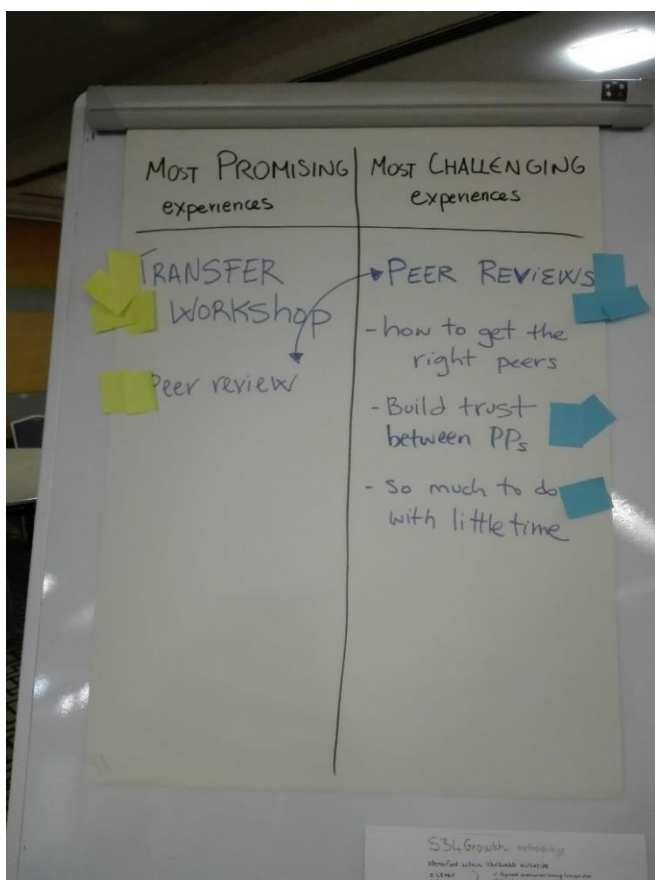 MOST PROMISING
experiences
TRANSFER
WORKSHOP
Peer review
MOST CHALLENGING
experiences
PEER REVIEWS
- how to get the
right peers
- Build trust
between PPs
- So much to do
with little time
S34Growth methodology